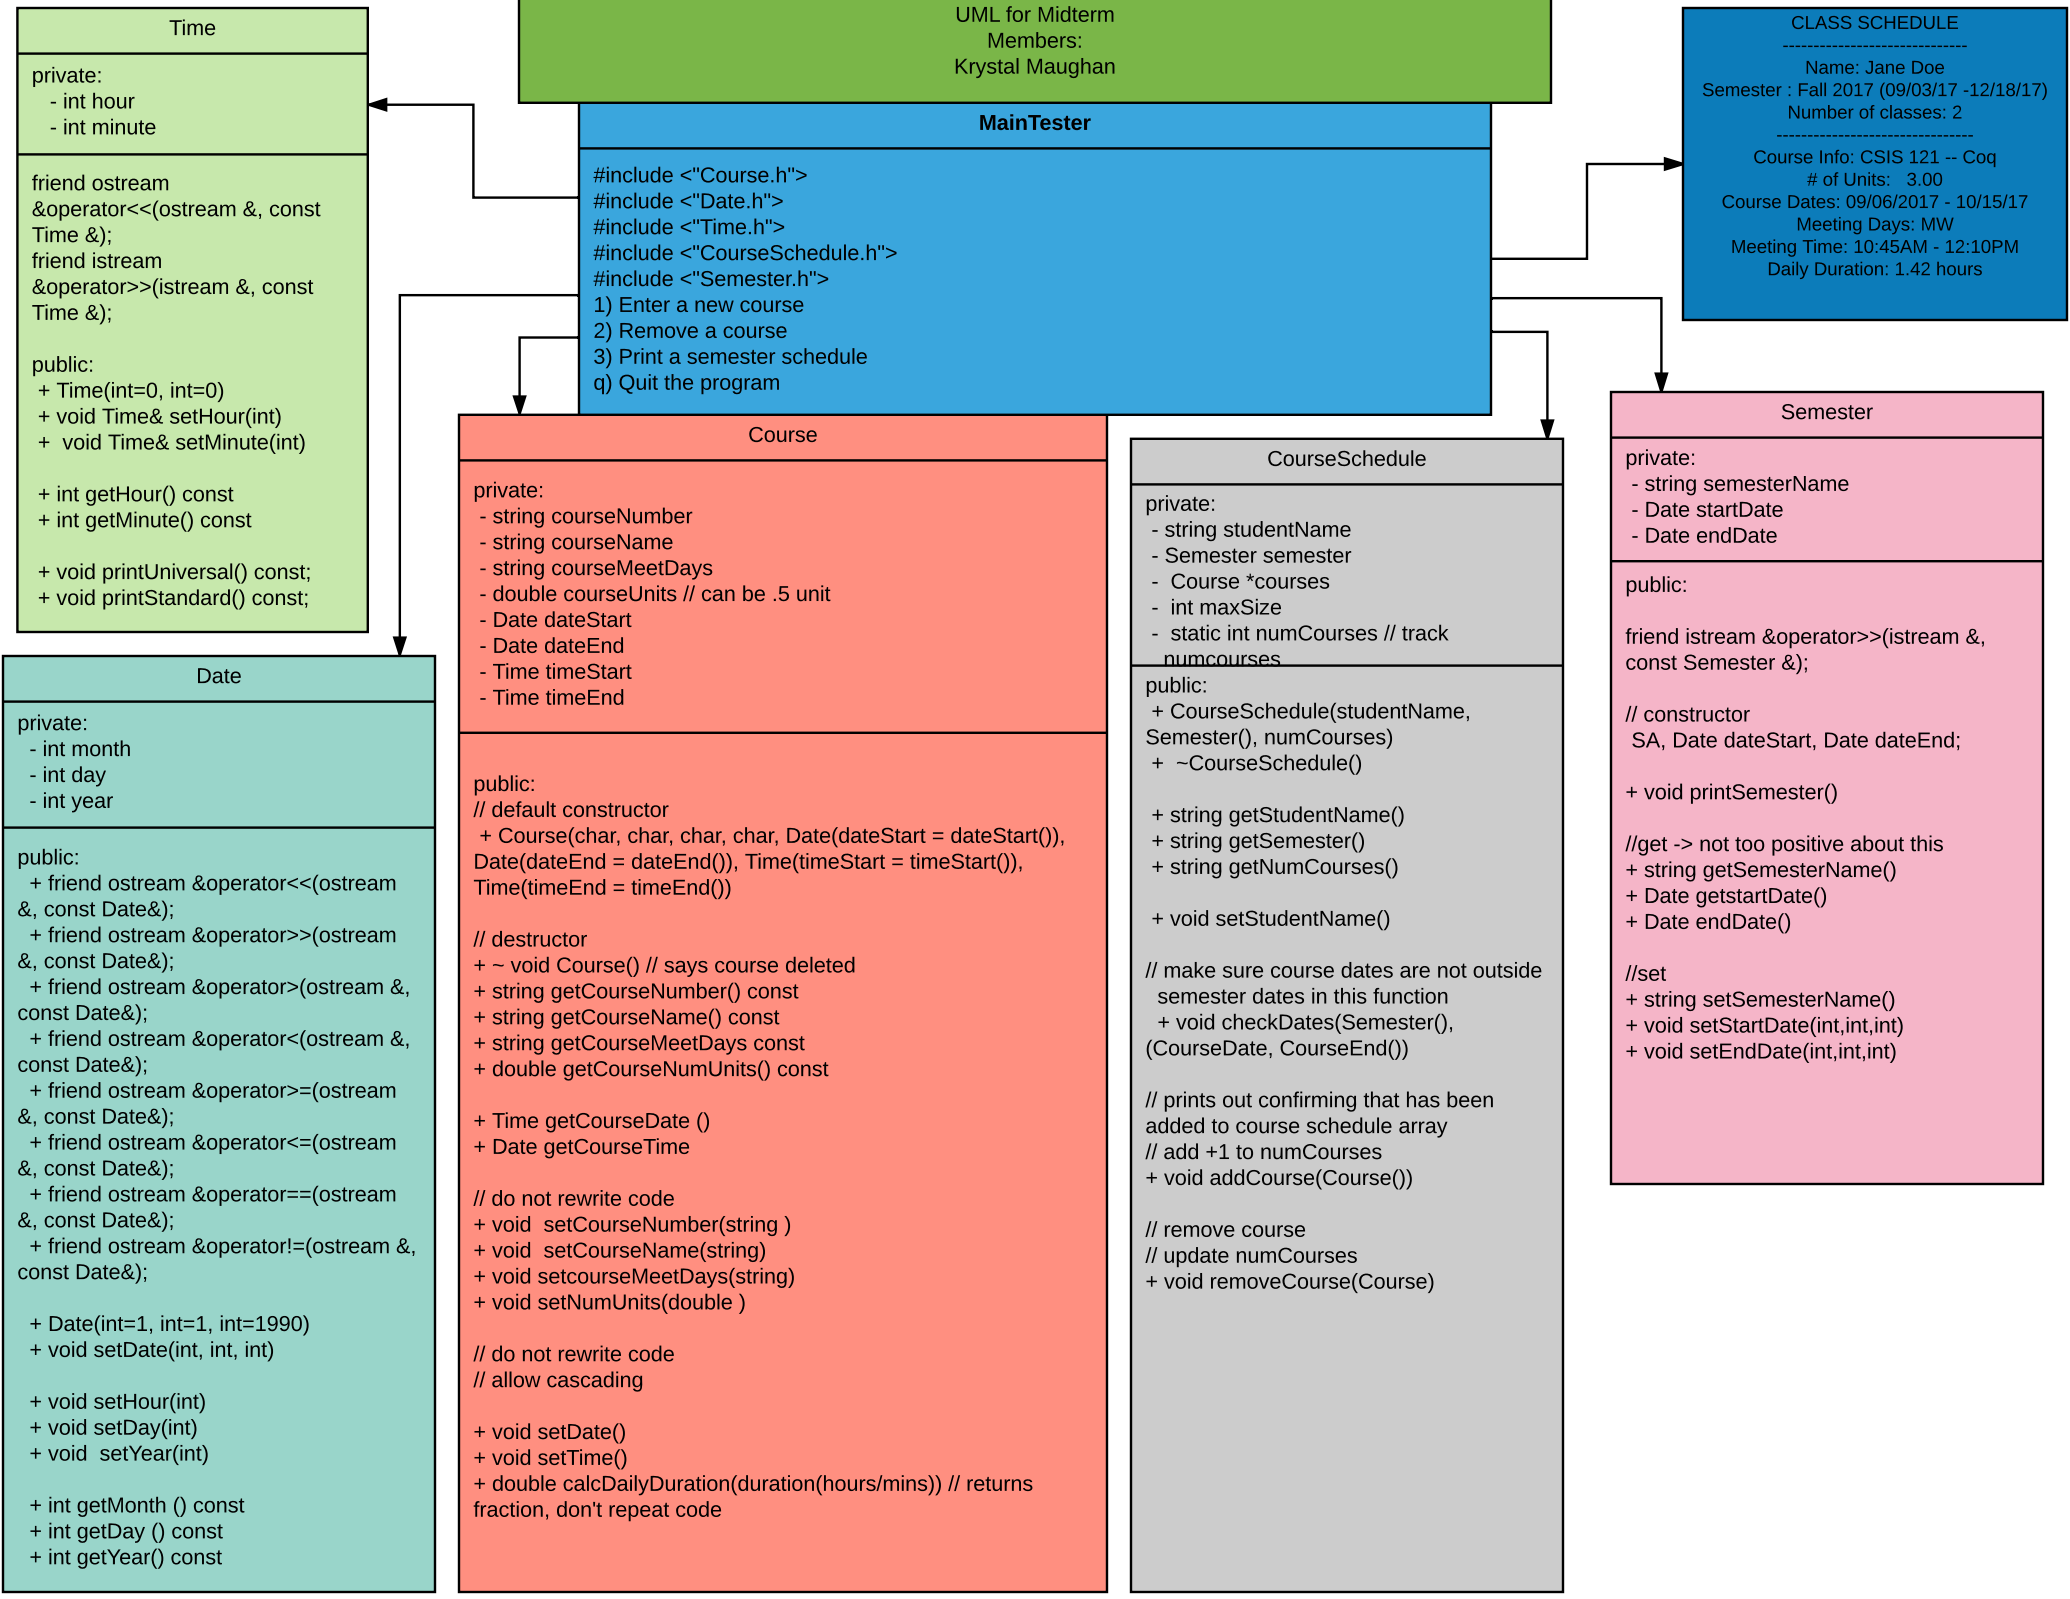 UML for Midterm
Members:
Krystal Maughan
Time
private:
- int hour
- int minute
friend ostream
&operator<<(ostream &, const
Time &);
friend istream
&operator>>(istream &, const
Time &);
public:
+ Time(int=0, int=0)
+ void Time& setHour(int)
+  void Time& setMinute(int)
+ int getHour() const
+ int getMinute() const
+ void printUniversal() const;
+ void printStandard() const;
MainTester
#include <"Course.h">
#include <"Date.h">
#include <"Time.h">
#include <"CourseSchedule.h">
#include <"Semester.h">
1) Enter a new course
2) Remove a course
3) Print a semester schedule
q) Quit the program
CLASS SCHEDULE
------------------------------
Name: Jane Doe
Semester : Fall 2017 (09/03/17 -12/18/17)
Number of classes: 2
--------------------------------
Course Info: CSIS 121 -- Coq
# of Units:   3.00
Course Dates: 09/06/2017 - 10/15/17
Meeting Days: MW
Meeting Time: 10:45AM - 12:10PM
Daily Duration: 1.42 hours
Date
private:
- int month
- int day
- int year
public:
+ friend ostream &operator<<(ostream
&, const Date&);
+ friend ostream &operator>>(ostream
&, const Date&);
+ friend ostream &operator>(ostream &,
const Date&);
+ friend ostream &operator<(ostream &,
const Date&);
+ friend ostream &operator>=(ostream
&, const Date&);
+ friend ostream &operator<=(ostream
&, const Date&);
+ friend ostream &operator==(ostream
&, const Date&);
+ friend ostream &operator!=(ostream &,
const Date&);
+ Date(int=1, int=1, int=1990)
+ void setDate(int, int, int)
+ void setHour(int)
+ void setDay(int)
+ void  setYear(int)
+ int getMonth () const
+ int getDay () const
+ int getYear() const
Course
private:
- string courseNumber
- string courseName
- string courseMeetDays
- double courseUnits // can be .5 unit
- Date dateStart
- Date dateEnd
- Time timeStart
- Time timeEnd
public:
// default constructor
+ Course(char, char, char, char, Date(dateStart = dateStart()),
Date(dateEnd = dateEnd()), Time(timeStart = timeStart()),
Time(timeEnd = timeEnd())
// destructor
+ ~ void Course() // says course deleted
+ string getCourseNumber() const
+ string getCourseName() const
+ string getCourseMeetDays const
+ double getCourseNumUnits() const
+ Time getCourseDate ()
+ Date getCourseTime
// do not rewrite code
+ void  setCourseNumber(string )
+ void  setCourseName(string)
+ void setcourseMeetDays(string)
+ void setNumUnits(double )
// do not rewrite code
// allow cascading
+ void setDate()
+ void setTime()
+ double calcDailyDuration(duration(hours/mins)) // returns
fraction, don't repeat code
CourseSchedule
private:
- string studentName
- Semester semester
-  Course *courses
-  int maxSize
-  static int numCourses // track
numcourses
public:
+ CourseSchedule(studentName,
Semester(), numCourses)
+  ~CourseSchedule()
+ string getStudentName()
+ string getSemester()
+ string getNumCourses()
+ void setStudentName()
// make sure course dates are not outside
semester dates in this function
+ void checkDates(Semester(),
(CourseDate, CourseEnd())
// prints out confirming that has been
added to course schedule array
// add +1 to numCourses
+ void addCourse(Course())
// remove course
// update numCourses
+ void removeCourse(Course)
Semester
private:
- string semesterName
- Date startDate
- Date endDate
public:
friend istream &operator>>(istream &,
const Semester &);
// constructor
SA, Date dateStart, Date dateEnd;
+ void printSemester()
//get -> not too positive about this
+ string getSemesterName()
+ Date getstartDate()
+ Date endDate()
//set
+ string setSemesterName()
+ void setStartDate(int,int,int)
+ void setEndDate(int,int,int)